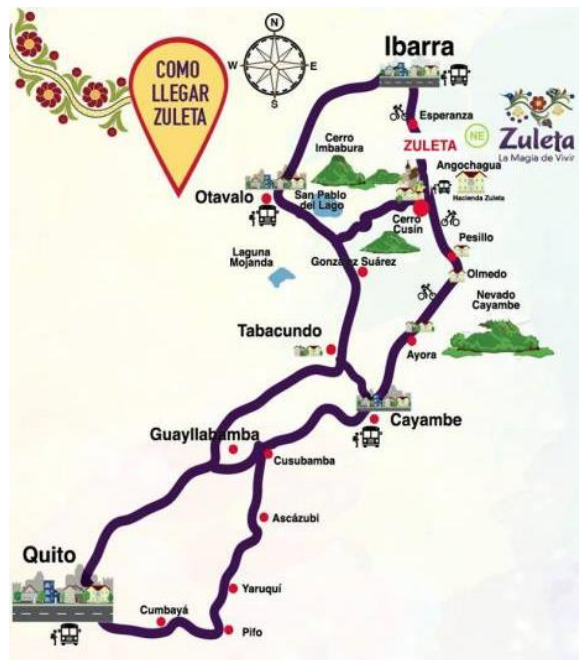 N
W
E
S
COMO
LLEGAR
ZULETA
Ibarra
Esperanza
NE
Zuleta
La Magia de Vivir
ZULETA
Cerro
Imbabura
Angochagua
Hacienda Zuleta
Otavalo
San Pablo
del Lago
Cerro
Cusín
Pesillo
Laguna
Mojanda
González Suárez
Olmedo
Nevado
Cayambe
Tabacundo
Ayora
Cayambe
Guayllabamba
Cusubamba
Ascázubi
Quito
Yaruquí
Cumbayá
Pifo